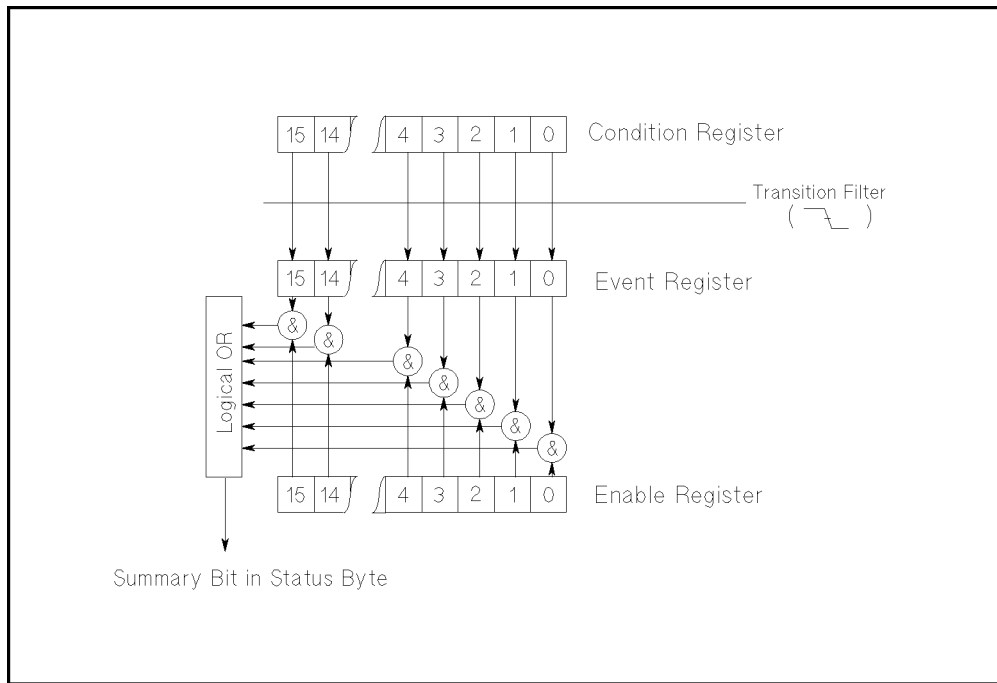 15 14 4 3 2 1 0 Condition Register
Transition Filter
( )
15 14 4 3 2 1 0 Event Register
Logical OR
&
&
&
&
&
&
&
15 14 4 3 2 1 0 Enable Register
Summary Bit in Status Byte